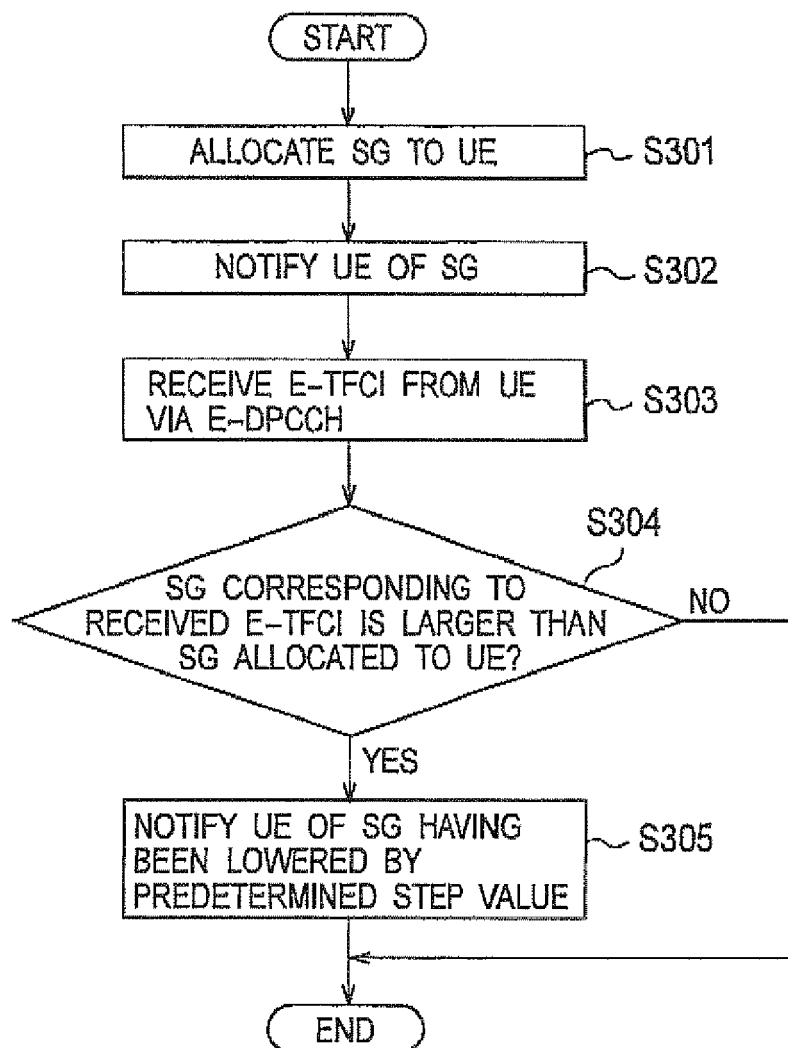 START
ALLOCATE SG TO UE
S301
NOTIFY UE OF SG
S302
RECEIVE E-TFCI FROM UE
VIA E-DPCCH
S303
S304
SG CORRESPONDING TO
RECEIVED E-TFCI IS LARGER THAN
SG ALLOCATED TO UE?
NO
YES
NOTIFY UE OF SG HAVING
BEEN LOWERED BY
PREDETERMINED STEP VALUE
S305
END